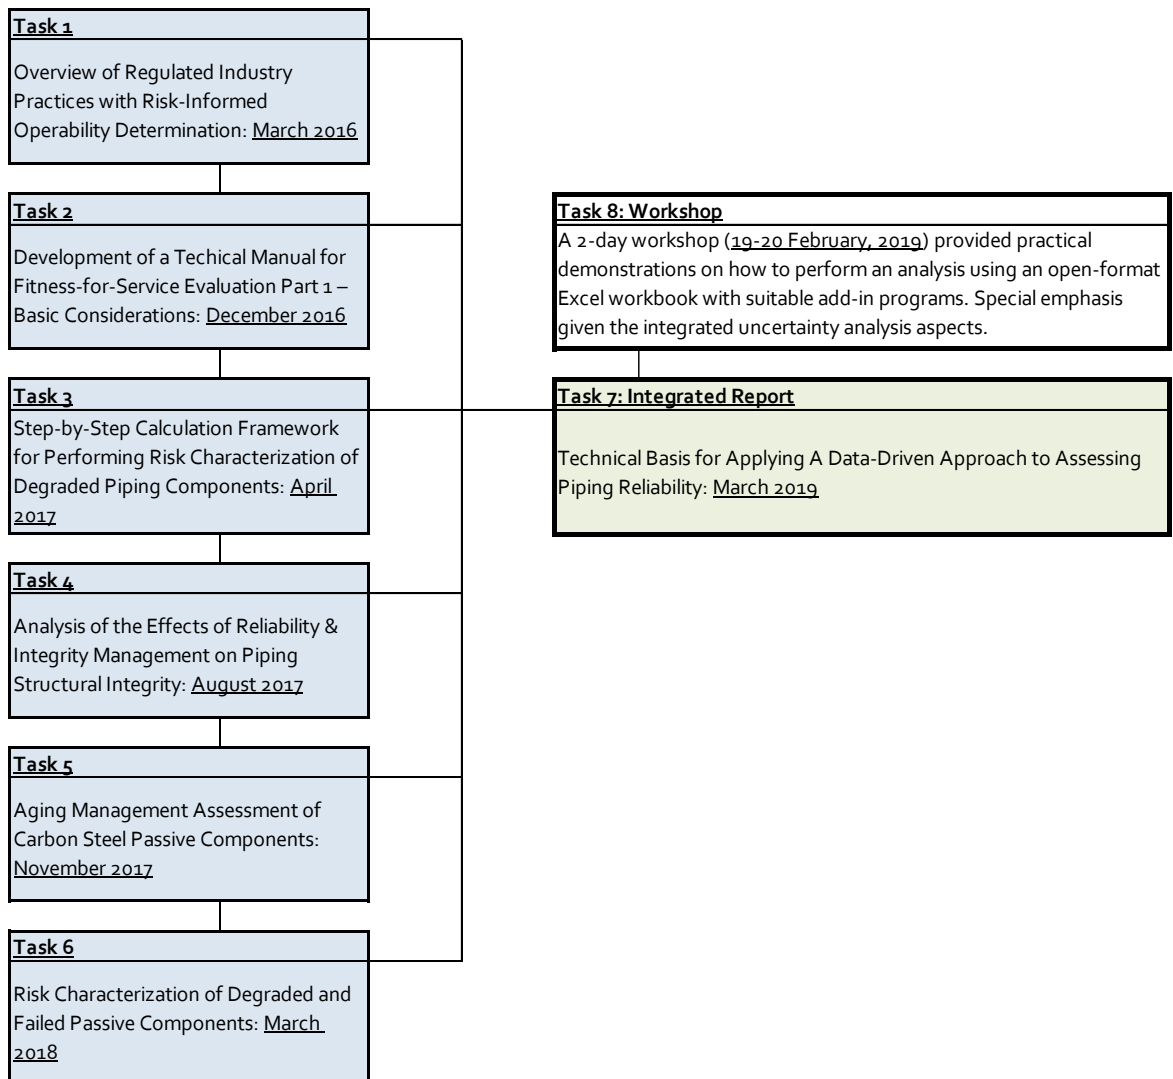 Task 1
Overview of Regulated Industry
Practices with Risk-Informed
Operability Determination: March 2016
Task 2
Development of a Techical Manual for
Fitness-for-Service Evaluation Part 1 –
Basic Considerations: December 2016
Task 3
Step-by-Step Calculation Framework
for Performing Risk Characterization of
Degraded Piping Components: April
2017
Task 4
Analysis of the Effects of Reliability &
Integrity Management on Piping
Structural Integrity: August 2017
Task 5
Aging Management Assessment of
Carbon Steel Passive Components:
November 2017
Task 6
Risk Characterization of Degraded and
Failed Passive Components: March
2018
Task 8: Workshop
A 2-day workshop (19-20 February, 2019) provided practical
demonstrations on how to perform an analysis using an open-format
Excel workbook with suitable add-in programs. Special emphasis
given the integrated uncertainty analysis aspects.
Task 7: Integrated Report
Technical Basis for Applying A Data-Driven Approach to Assessing
Piping Reliability: March 2019